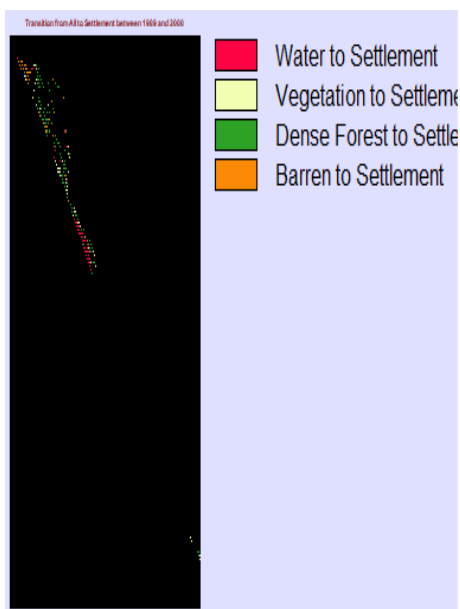 Transition from All to Settlement between 1989 and 2000
Water to Settlement
Vegetation to Settleme
Dense Forest to Settle
Barren to Settlement